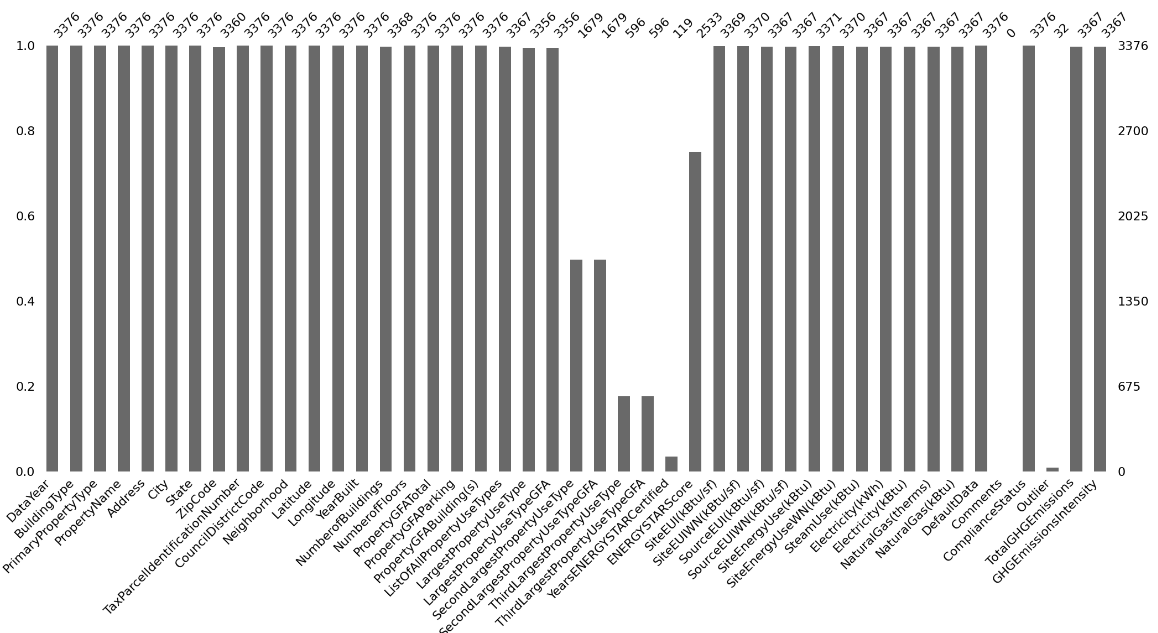 3376
3376
3376
3376
3376
3376
3376
3360
3376
3376
3376
3376
3376
3376
3368
3376
3376
3376
3376
3367
3356
3356
1679
1679
596
596
119
2533
3369
3370
3367
3367
3371
3370
3367
3367
3367
3367
3367
3376
0
3376
32
3367
3367
1.0
0.8
0.6
0.4
0.2
0.0
3376
2700
2025
1350
675
0
DataYear
BuildingType
PrimaryPropertyType
PropertyName
Address
City
State
ZipCode
TaxParcelIdentificationNumber
CouncilDistrictCode
Neighborhood
Latitude
Longitude
YearBuilt
NumberofBuildings
NumberofFloors
PropertyGFATotal
PropertyGFAParking
PropertyGFABuilding(s)
ListOfAllPropertyUseTypes
LargestPropertyUseType
LargestPropertyUseTypeGFA
SecondLargestPropertyUseType
SecondLargestPropertyUseTypeGFA
ThirdLargestPropertyUseType
ThirdLargestPropertyUseTypeGFA
YearsENERGYSTARCertified
ENERGYSTARScore
SiteEUI(kBtu/sf)
SiteEUIWN(kBtu/sf)
SourceEUI(kBtu/sf)
SourceEUIWN(kBtu/sf)
SiteEnergyUse(kBtu)
SiteEnergyUseWN(kBtu)
SteamUse(kBtu)
Electricity(kWh)
Electricity(kBtu)
NaturalGas(therms)
NaturalGas(kBtu)
DefaultData
Comments
ComplianceStatus
Outlier
TotalGHGEmissions
GHGEmissionsIntensity